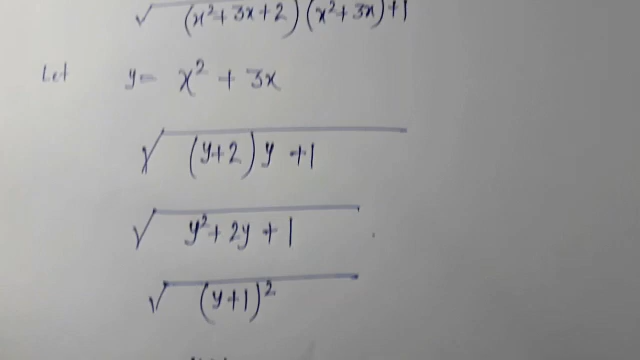 √(x²+3x+2)(x²+3x)+1
Let y= x² + 3x
√(y+2)y +1
√y²+2y+1
√(y+1)²